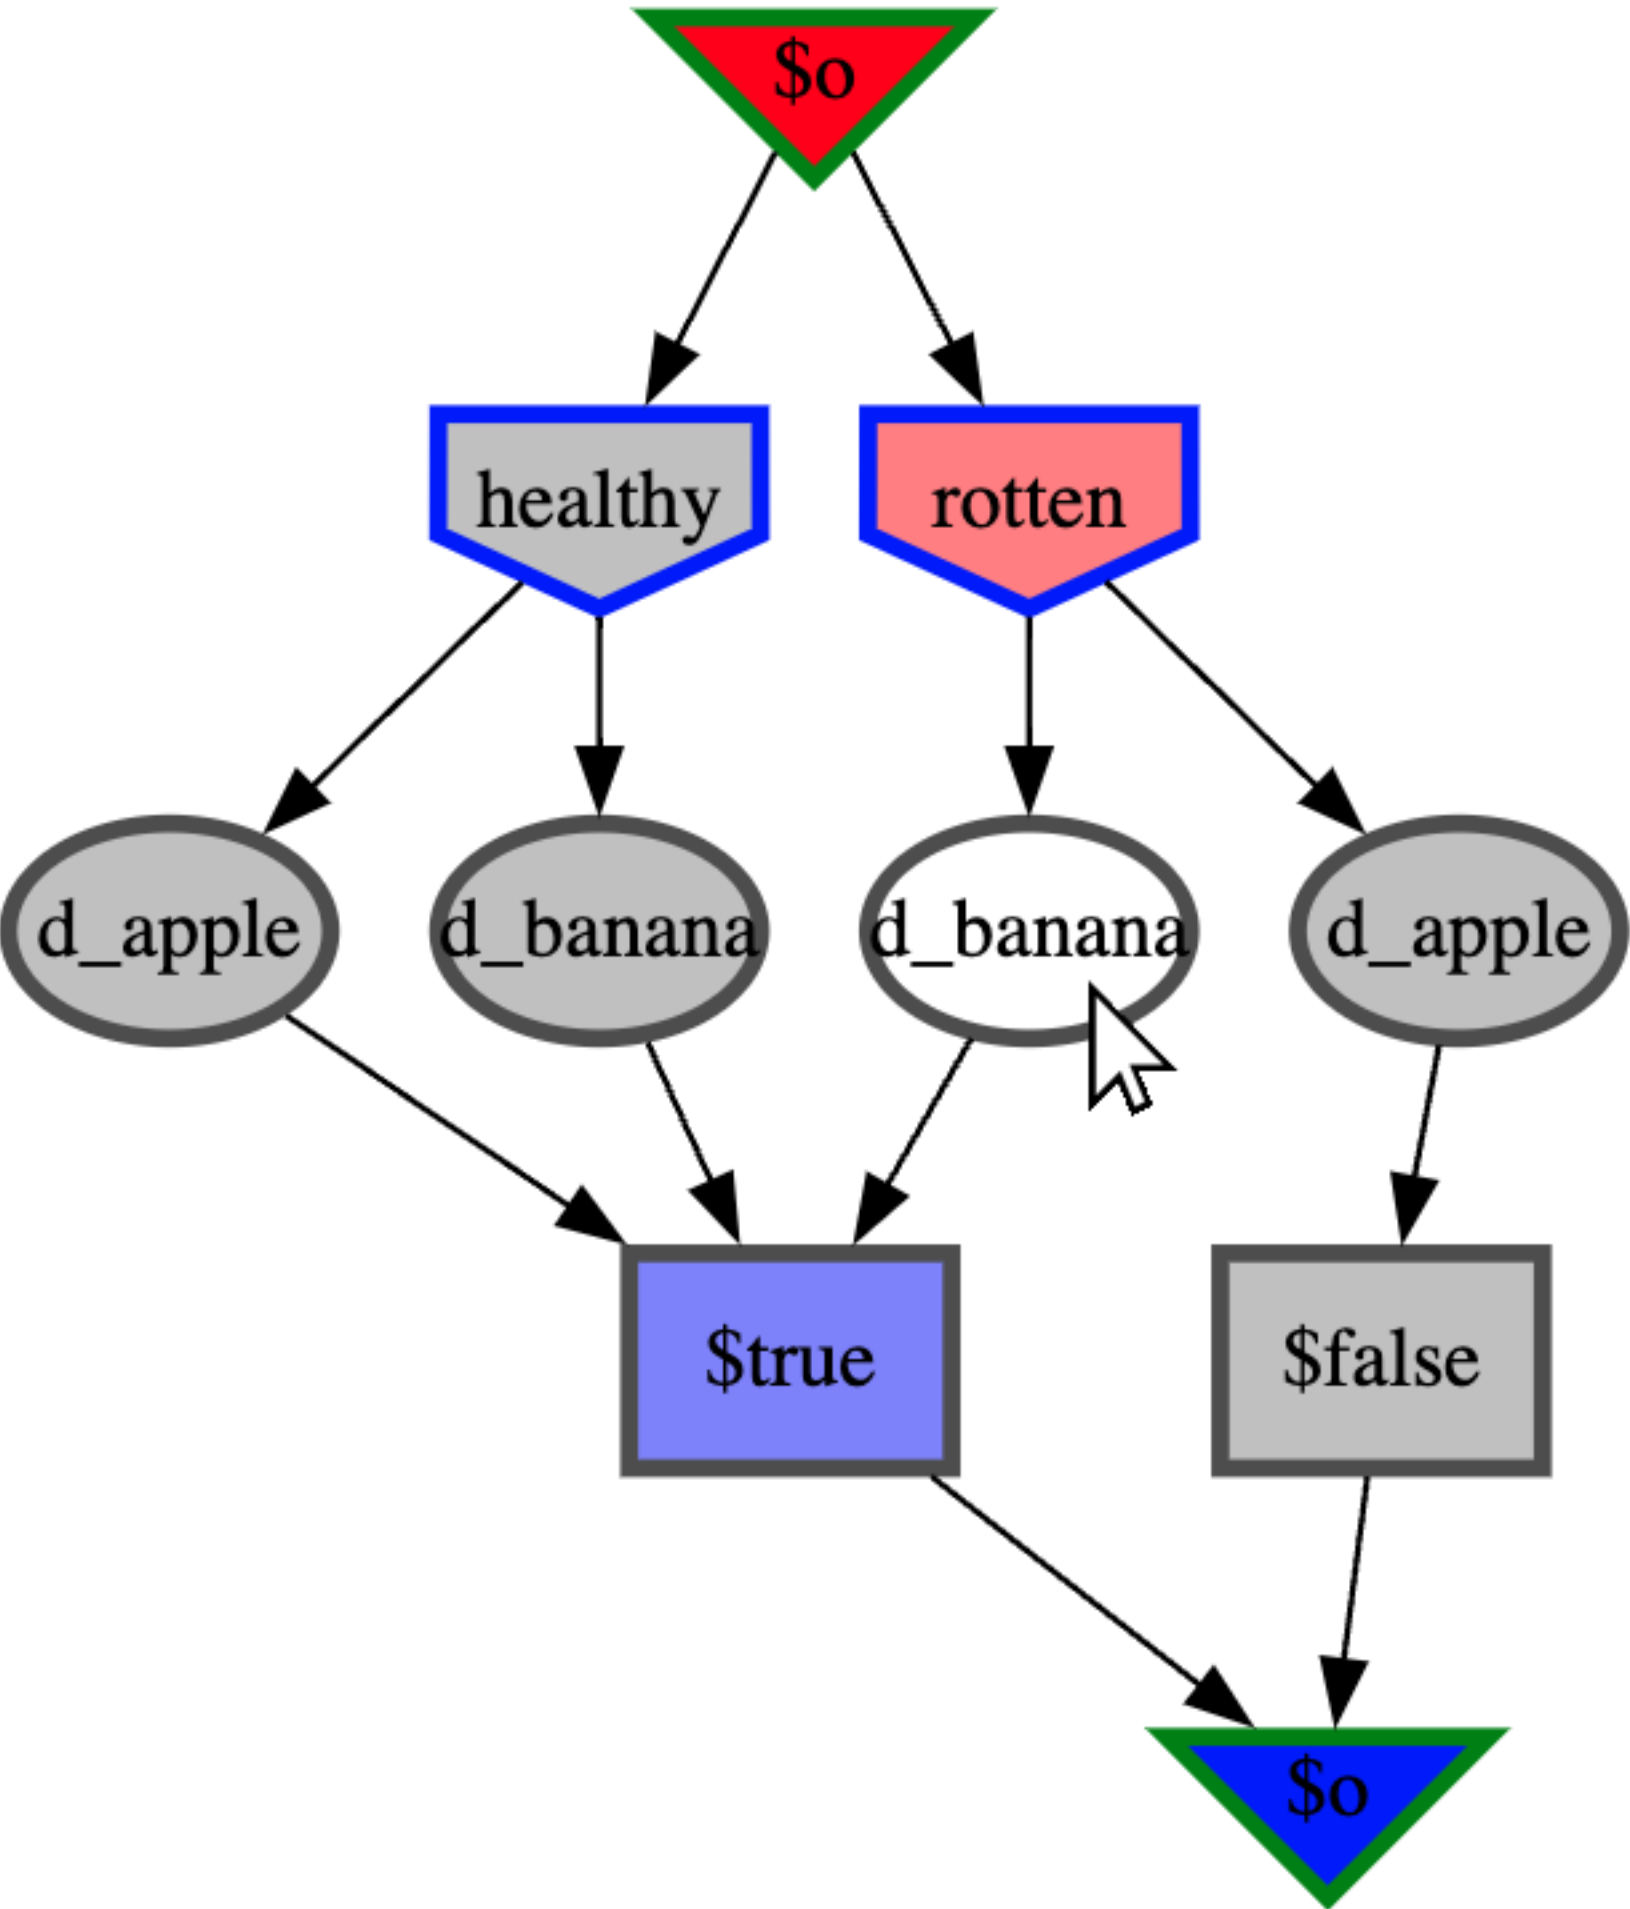 $o
healthy
rotten
d_apple
d_banana
d_banana
d_apple
$true
$false
$o